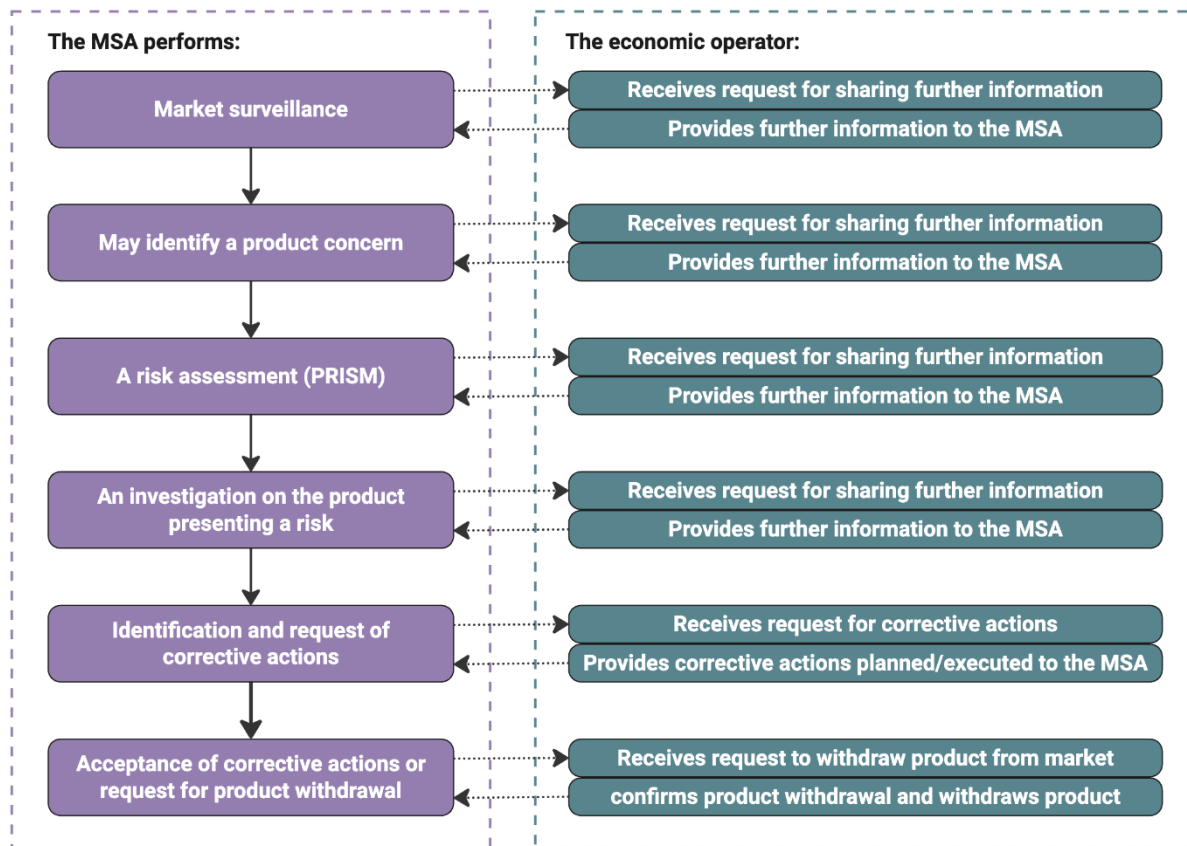 The MSA performs:
The economic operator:
Market surveillance
Receives request for sharing further information
Provides further information to the MSA
May identify a product concern
Receives request for sharing further information
Provides further information to the MSA
A risk assessment (PRISM)
Receives request for sharing further information
Provides further information to the MSA
An investigation on the product
presenting a risk
Receives request for sharing further information
Provides further information to the MSA
Identification and request of
corrective actions
Receives request for corrective actions
Provides corrective actions planned/executed to the MSA
Acceptance of corrective actions or
request for product withdrawal
Receives request to withdraw product from market
confirms product withdrawal and withdraws product